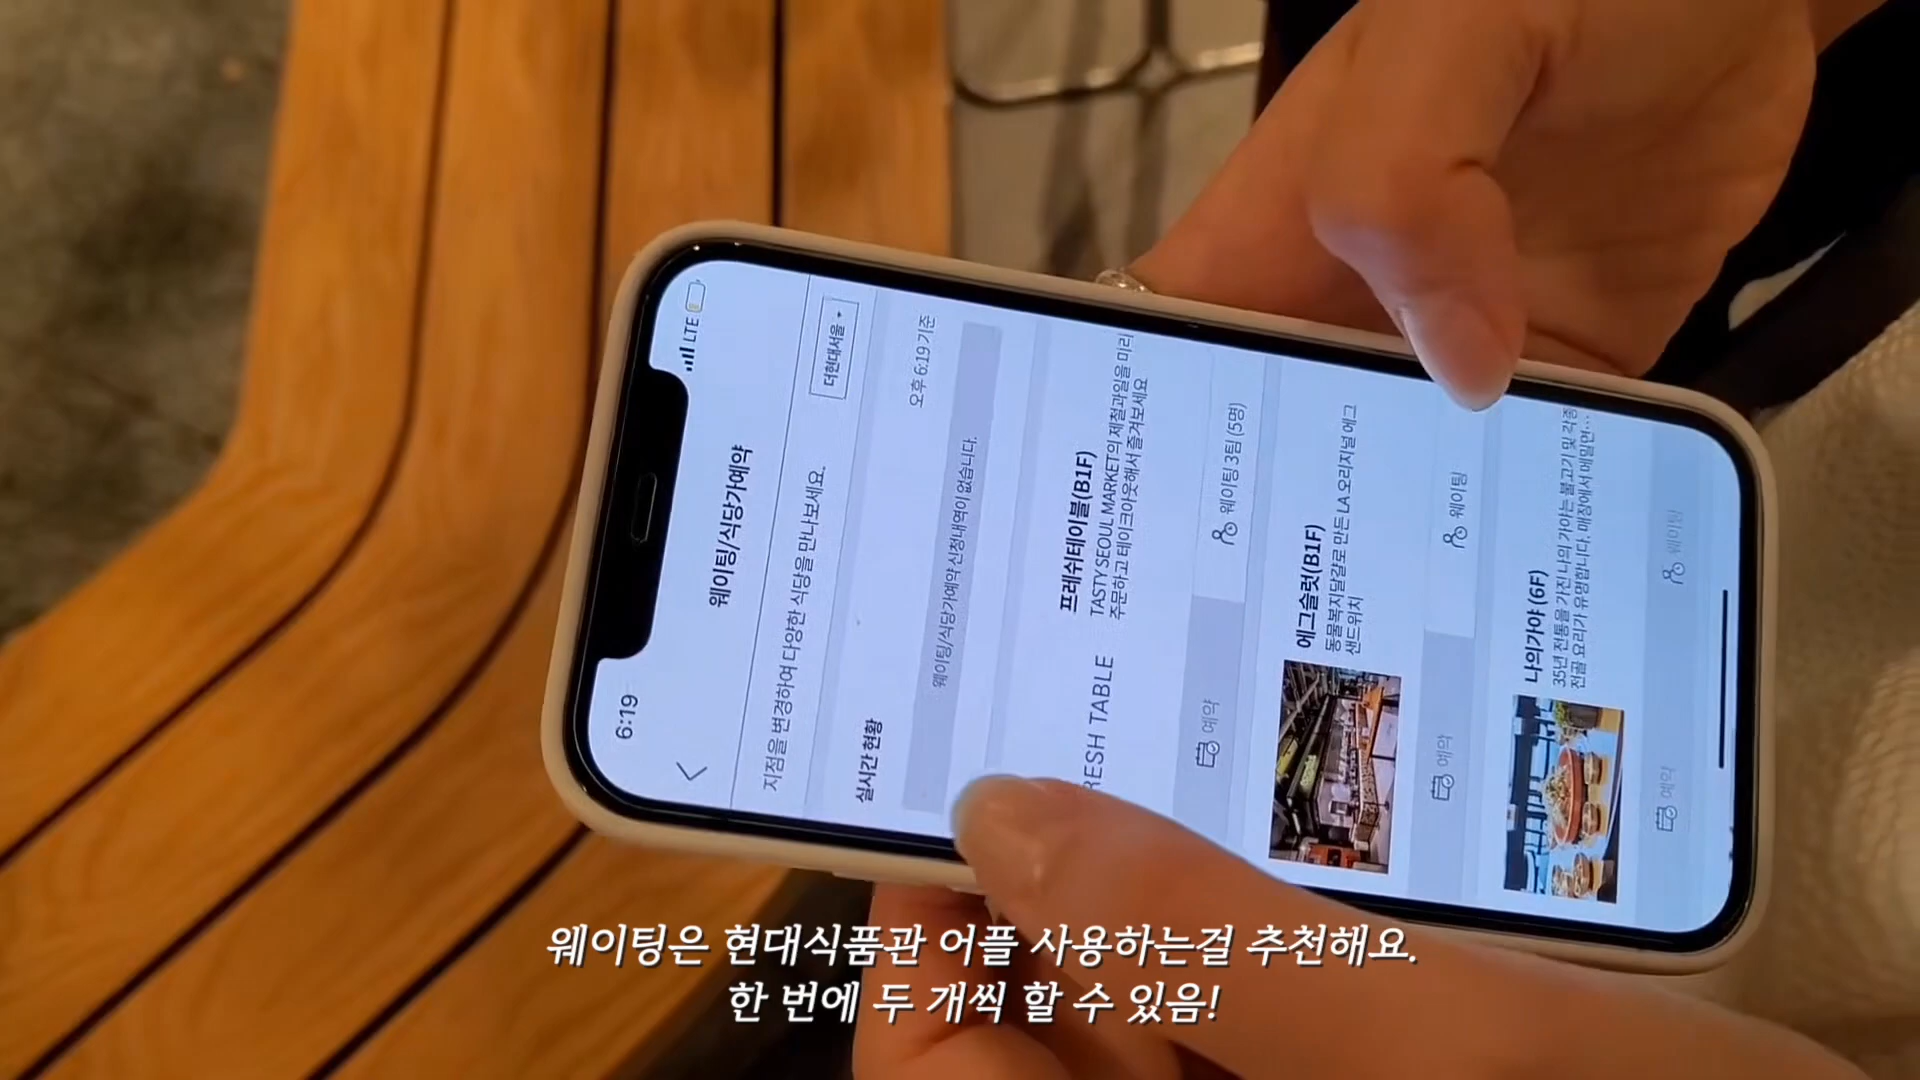 6:19
LTE
웨이팅/식당가예약
지점을 변경하여 다양한 식당을 만나보세요.
더현대서울
실시간 현황
오후 6:19 기준
웨이팅/식당가예약 신청내역이 없습니다.
RESH TABLE
프레쉬테이블(B1F)
TASTY SEOUL MARKET의 제철과일을 미리
주문하고 테이크아웃해서 즐겨보세요
예약
웨이팅 3팀 (5명)
에그슬럿(B1F)
동물복지달걀로 만든 LA 오리지널 에그
샌드위치
예약
웨이팅
나의가야 (6F)
35년 전통을 가진 나의 가야는 불고기 및 각종
전골 요리가 유명합니다. 매장에서 메밀면…
예약
웨이팅
웨이팅은 현대식품관 어플 사용하는걸 추천해요.
한 번에 두 개씩 할 수 있음!